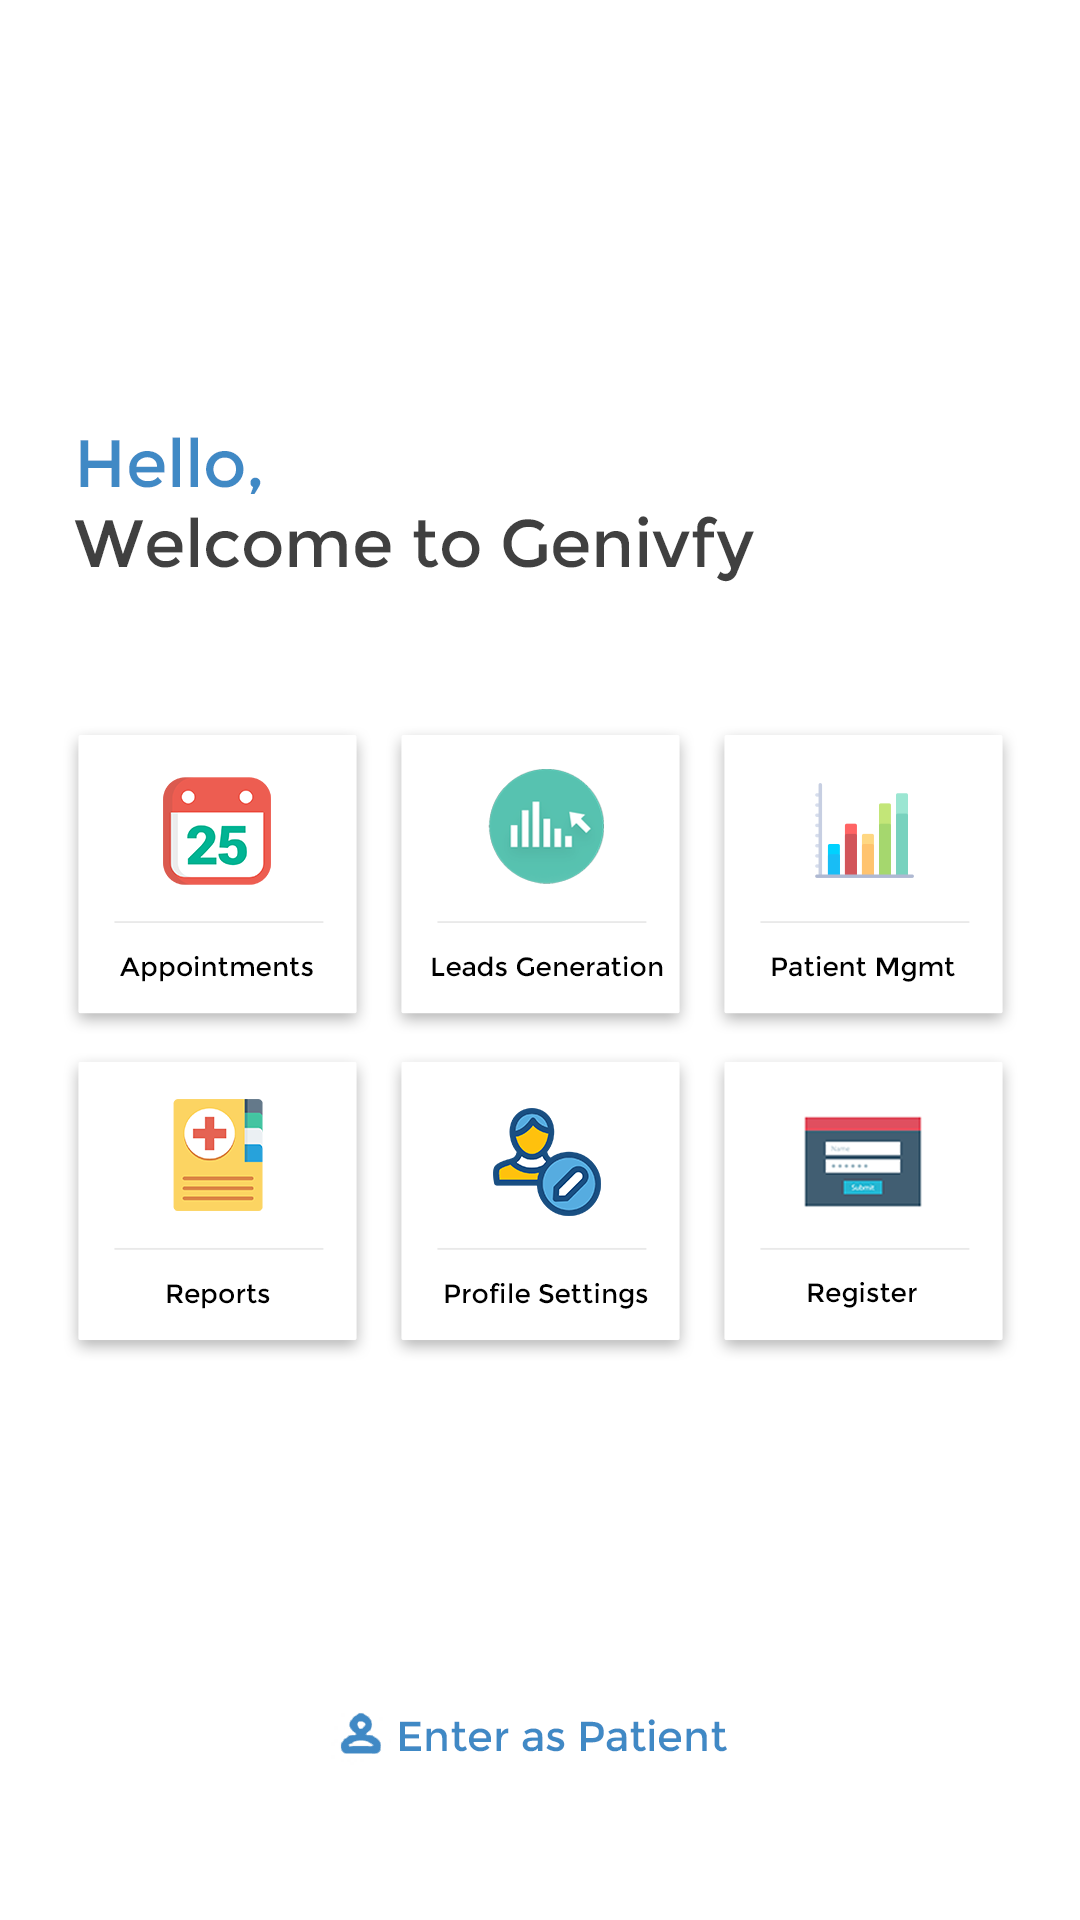 Hello,
Welcome to Genivfy
25
Appointments
Leads Generation
Patient Mgmt
Name
Submit
Reports
Profile Settings
Register
Enter as Patient